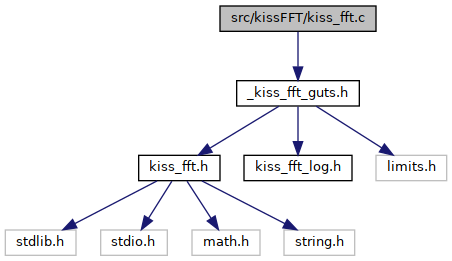 src/kissFFT/kiss_fft.c
_kiss_fft_guts.h
kiss_fft.h
kiss_fft_log.h
limits.h
stdlib.h
stdio.h
math.h
string.h